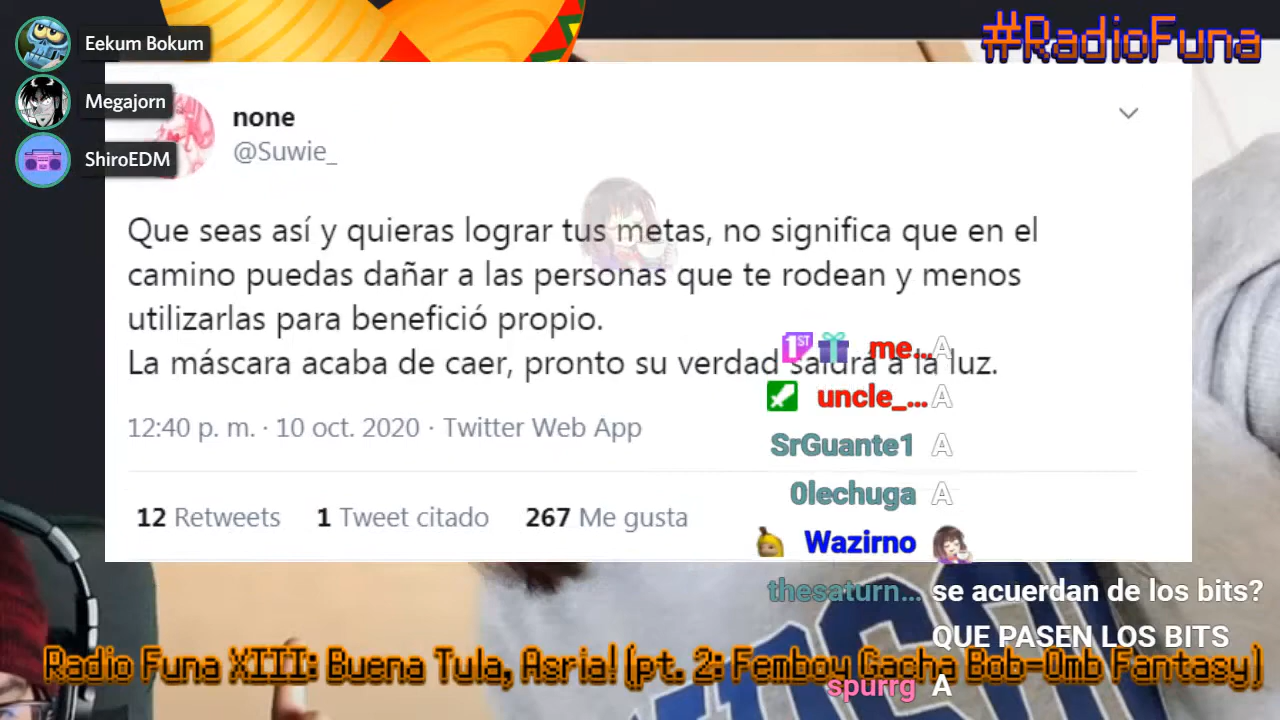 Eekum Bokum
#RadioFuna
Megajorn
none
@Suwie_
ShiroEDM
Que seas así y quieras lograr tus metas, no significa que en el
camino puedas dañar a las personas que te rodean y menos
utilizarlas para benefició propio.
La máscara acaba de caer, pronto su verdad saldrá a la luz.
12:40 p. m. · 10 oct. 2020 · Twitter Web App
12 Retweets 1 Tweet citado 267 Me gusta
1ST me... A
uncle_... A
SrGuante1 A
0lechuga A
Wazirno
thesaturn... se acuerdan de los bits?
QUE PASEN LOS BITS
spurrg A
Radio Funa XIII: Buena Tula, Asria! (pt. 2: Femboy Gacha Bob-Omb Fantasy)